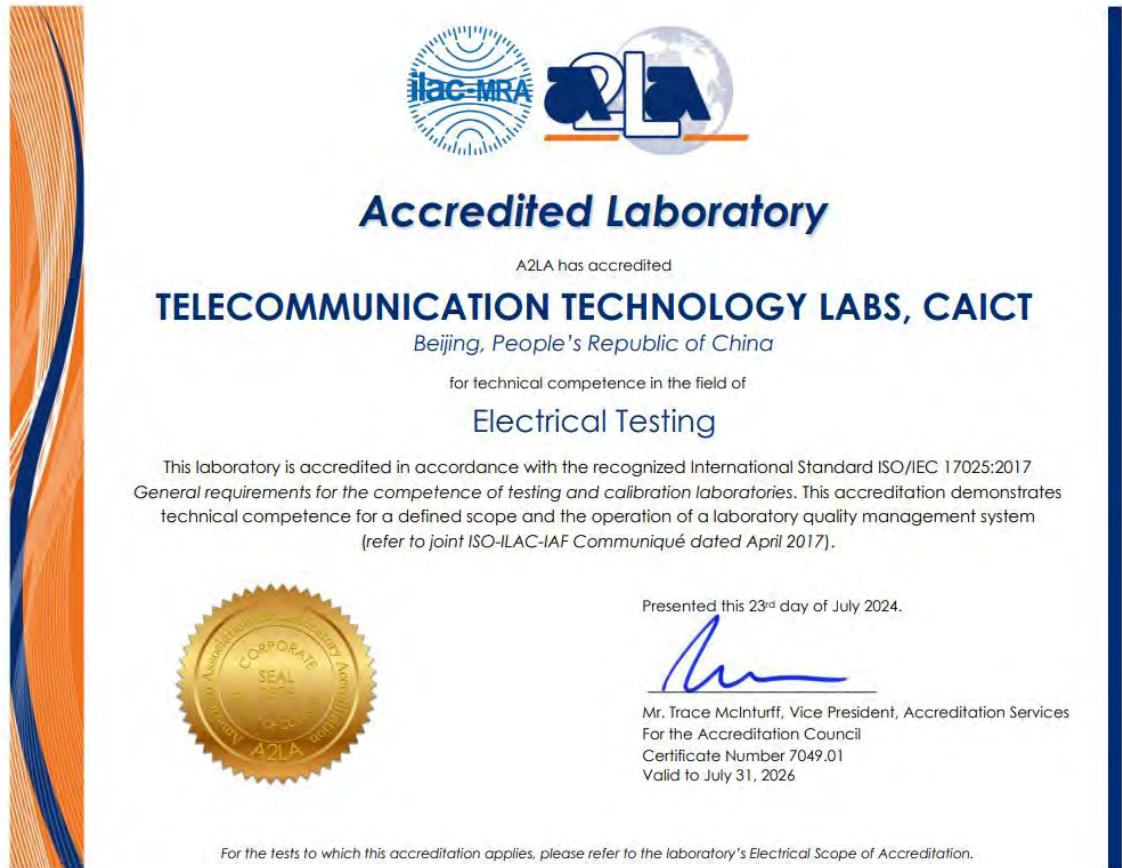 ilac-MRA
a2La
Accredited Laboratory
A2LA has accredited
TELECOMMUNICATION TECHNOLOGY LABS, CAICT
Beijing, People's Republic of China
for technical competence in the field of
Electrical Testing
This laboratory is accredited in accordance with the recognized International Standard ISO/IEC 17025:2017
General requirements for the competence of testing and calibration laboratories. This accreditation demonstrates
technical competence for a defined scope and the operation of a laboratory quality management system
(refer to joint ISO-ILAC-IAF Communiqué dated April 2017).
American Association for Laboratory Accreditation
CORPORATE
SEAL
A2LA
Presented this 23rd day of July 2024.
Mr. Trace McInturff, Vice President, Accreditation Services
For the Accreditation Council
Certificate Number 7049.01
Valid to July 31, 2026
For the tests to which this accreditation applies, please refer to the laboratory's Electrical Scope of Accreditation.